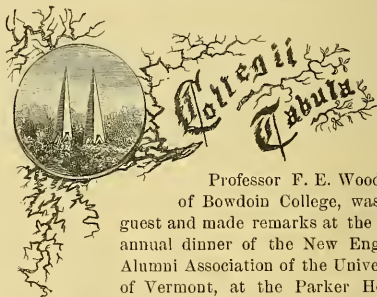 Collegii
Tabula
Professor F. E. Wood
of Bowdoin College, was
guest and made remarks at the
annual dinner of the New Eng
Alumni Association of the Unive
of Vermont, at the Parker Ho